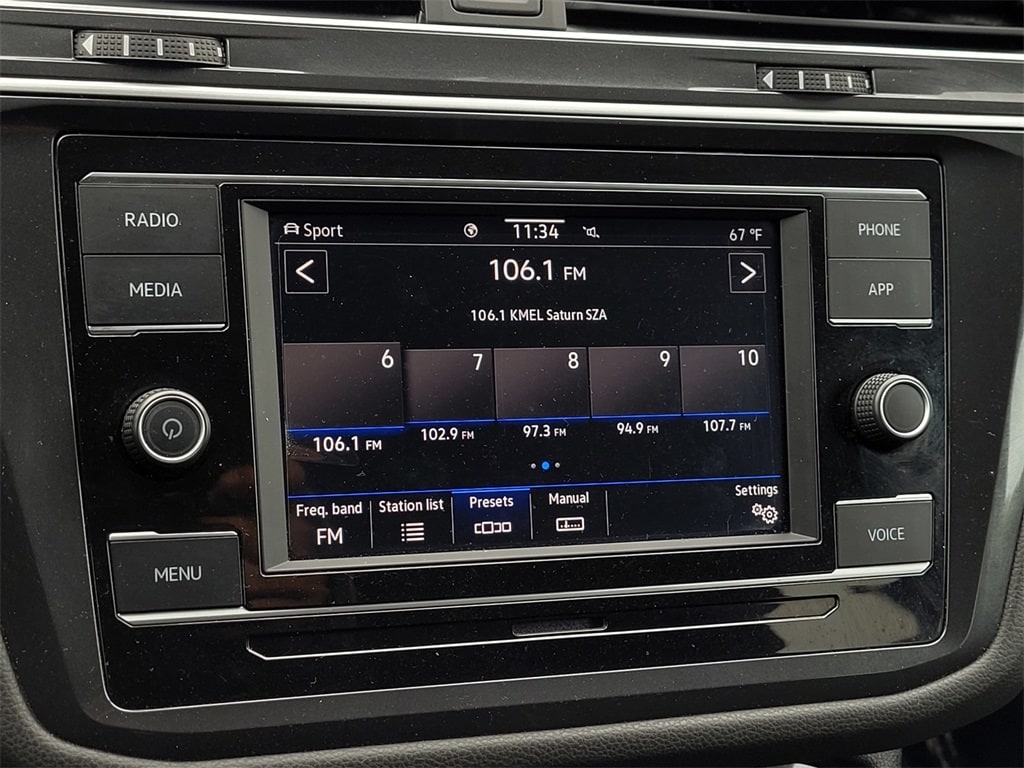 RADIO
MEDIA
MENU
Sport 11:34 67 °F
< 106.1 FM >
106.1 KMEL Saturn SZA
6 7 8 9 10
106.1 FM 102.9 FM 97.3 FM 94.9 FM 107.7 FM
Freq. band Station list Presets Manual Settings
FM
PHONE
APP
VOICE